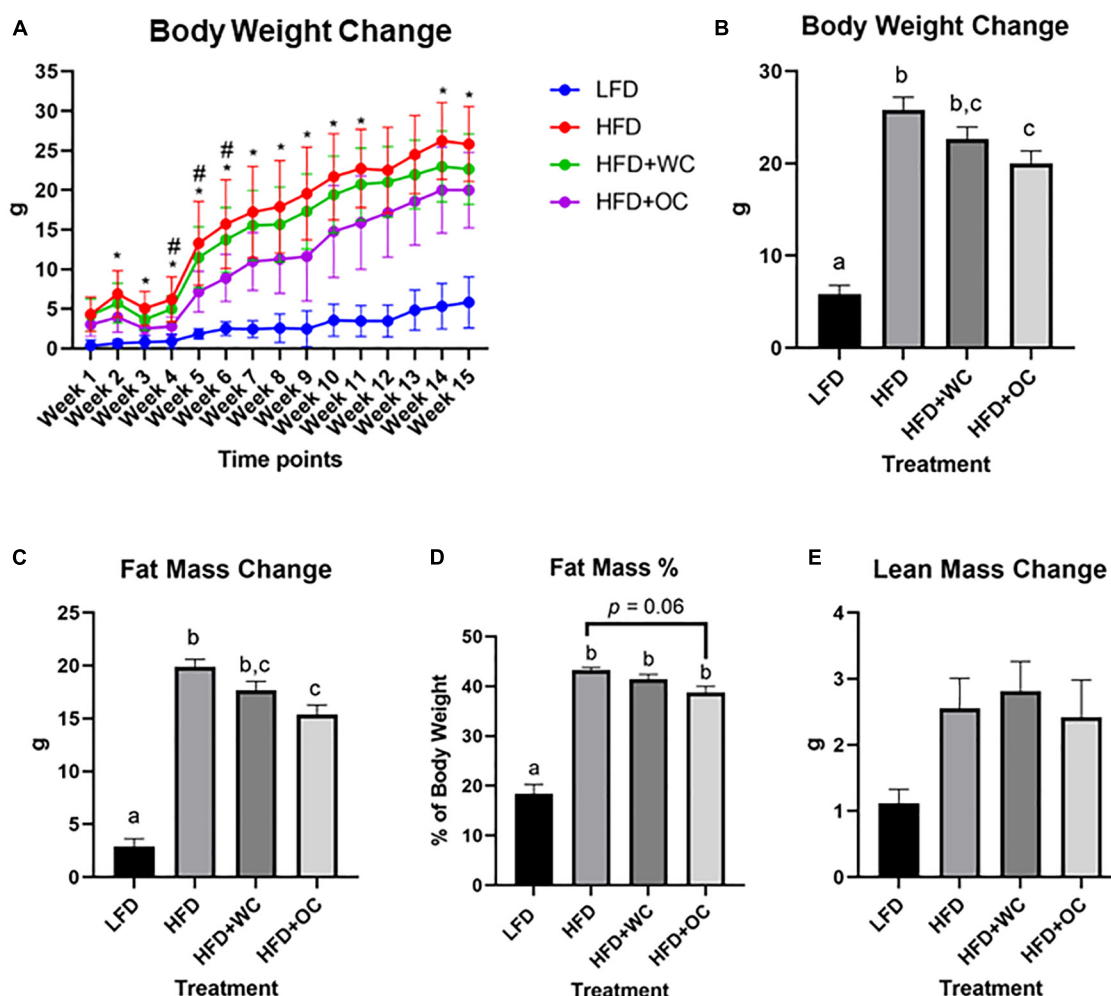 A
Body Weight Change
35
30
25
20
15
10
5
0
g
* * # * # * # * * * * * * * *
Week 1 Week 2 Week 3 Week 4 Week 5 Week 6 Week 7 Week 8 Week 9 Week 10 Week 11 Week 12 Week 13 Week 14 Week 15
Time points
LFD
HFD
HFD+WC
HFD+OC
B
Body Weight Change
30
20
10
0
g
a b b,c c
LFD HFD HFD+WC HFD+OC
Treatment
C
Fat Mass Change
25
20
15
10
5
0
g
a b b,c c
LFD HFD HFD+WC HFD+OC
Treatment
D
Fat Mass %
p = 0.06
50
40
30
20
10
0
% of Body Weight
a b b b
LFD HFD HFD+WC HFD+OC
Treatment
E
Lean Mass Change
4
3
2
1
0
g
LFD HFD HFD+WC HFD+OC
Treatment